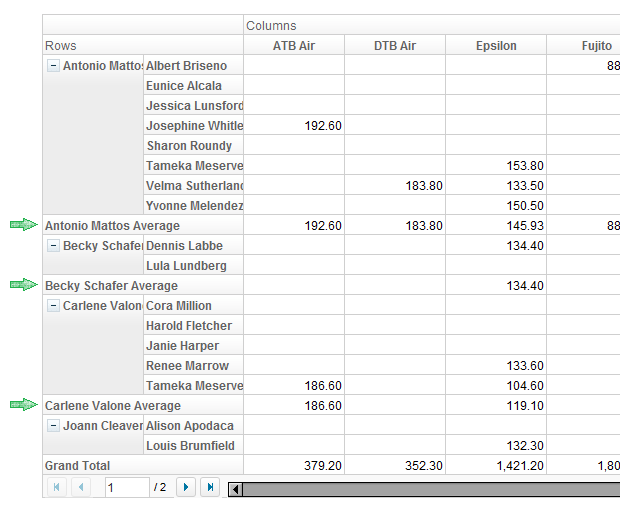 Columns
Rows ATB Air DTB Air Epsilon Fujito
Antonio Mattos Albert Briseno 88
Eunice Alcala
Jessica Lunsford
Josephine Whitle 192.60
Sharon Roundy
Tameka Meserve 153.80
Velma Sutherland 183.80 133.50
Yvonne Melendez 150.50
Antonio Mattos Average 192.60 183.80 145.93 88
Becky Schafer Dennis Labbe 134.40
Lula Lundberg
Becky Schafer Average 134.40
Carlene Valon Cora Million
Harold Fletcher
Janie Harper
Renee Marrow 133.60
Tameka Meserve 186.60 104.60
Carlene Valone Average 186.60 119.10
Joann Cleaver Alison Apodaca
Louis Brumfield 132.30
Grand Total 379.20 352.30 1,421.20 1,80
1 / 2